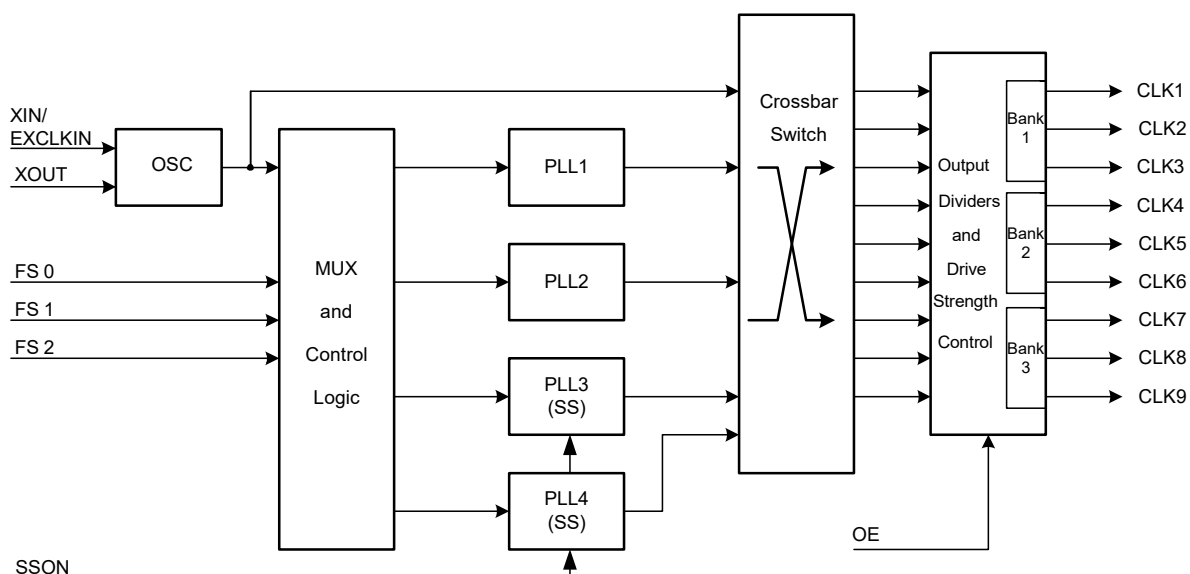 XIN/
EXCLKIN
XOUT
OSC
FS 0
FS 1
FS 2
SSON
MUX
and
Control
Logic
PLL1
PLL2
PLL3
(SS)
PLL4
(SS)
Crossbar
Switch
Output
Dividers
and
Drive
Strength
Control
Bank
1
Bank
2
Bank
3
CLK1
CLK2
CLK3
CLK4
CLK5
CLK6
CLK7
CLK8
CLK9
OE